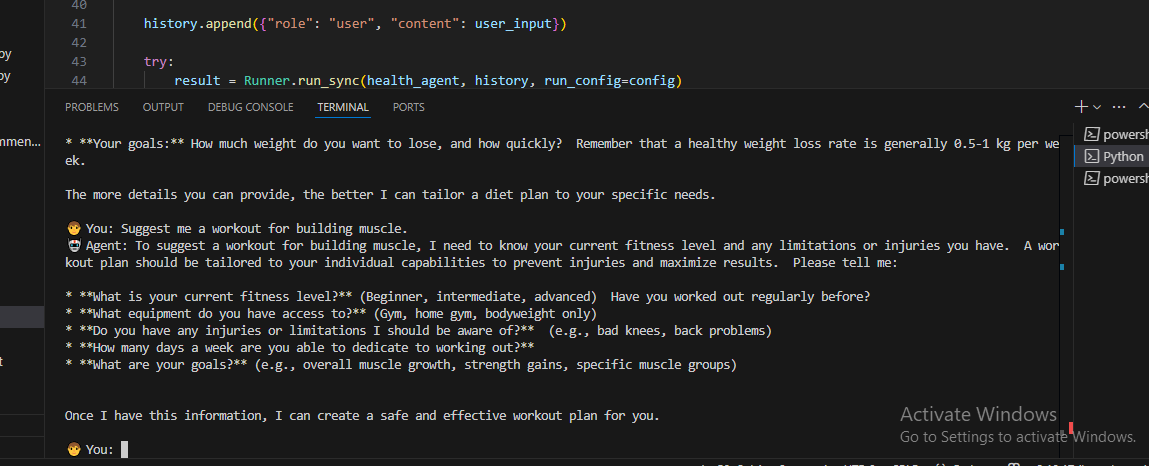 40
41 history.append({"role": "user", "content": user_input})
42
43 try:
44 result = Runner.run_sync(health_agent, history, run_config=config)
py
py
mmen...
t
PROBLEMS OUTPUT DEBUG CONSOLE TERMINAL PORTS
powersh
Python
powersh
* **Your goals:** How much weight do you want to lose, and how quickly?  Remember that a healthy weight loss rate is generally 0.5-1 kg per we
ek.
The more details you can provide, the better I can tailor a diet plan to your specific needs.
You: Suggest me a workout for building muscle.
Agent: To suggest a workout for building muscle, I need to know your current fitness level and any limitations or injuries you have.  A wor
kout plan should be tailored to your individual capabilities to prevent injuries and maximize results.  Please tell me:
* **What is your current fitness level?** (Beginner, intermediate, advanced)  Have you worked out regularly before?
* **What equipment do you have access to?** (Gym, home gym, bodyweight only)
* **Do you have any injuries or limitations I should be aware of?**  (e.g., bad knees, back problems)
* **How many days a week are you able to dedicate to working out?**
* **What are your goals?** (e.g., overall muscle growth, strength gains, specific muscle groups)
Once I have this information, I can create a safe and effective workout plan for you.
You:
Activate Windows
Go to Settings to activate Windows.